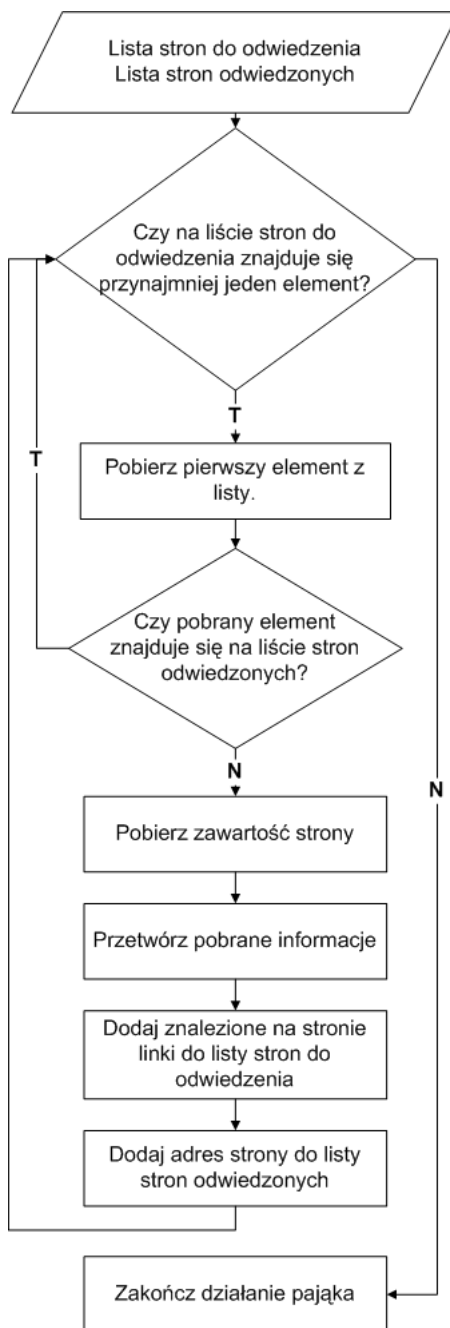 Lista stron do odwiedzenia
Lista stron odwiedzonych
Czy na liście stron do
odwiedzenia znajduje się
przynajmniej jeden element?
T
Pobierz pierwszy element z
listy.
T
Czy pobrany element
znajduje się na liście stron
odwiedzonych?
N
N
Pobierz zawartość strony
Przetwórz pobrane informacje
Dodaj znalezione na stronie
linki do listy stron do
odwiedzenia
Dodaj adres strony do listy
stron odwiedzonych
Zakończ działanie pająka